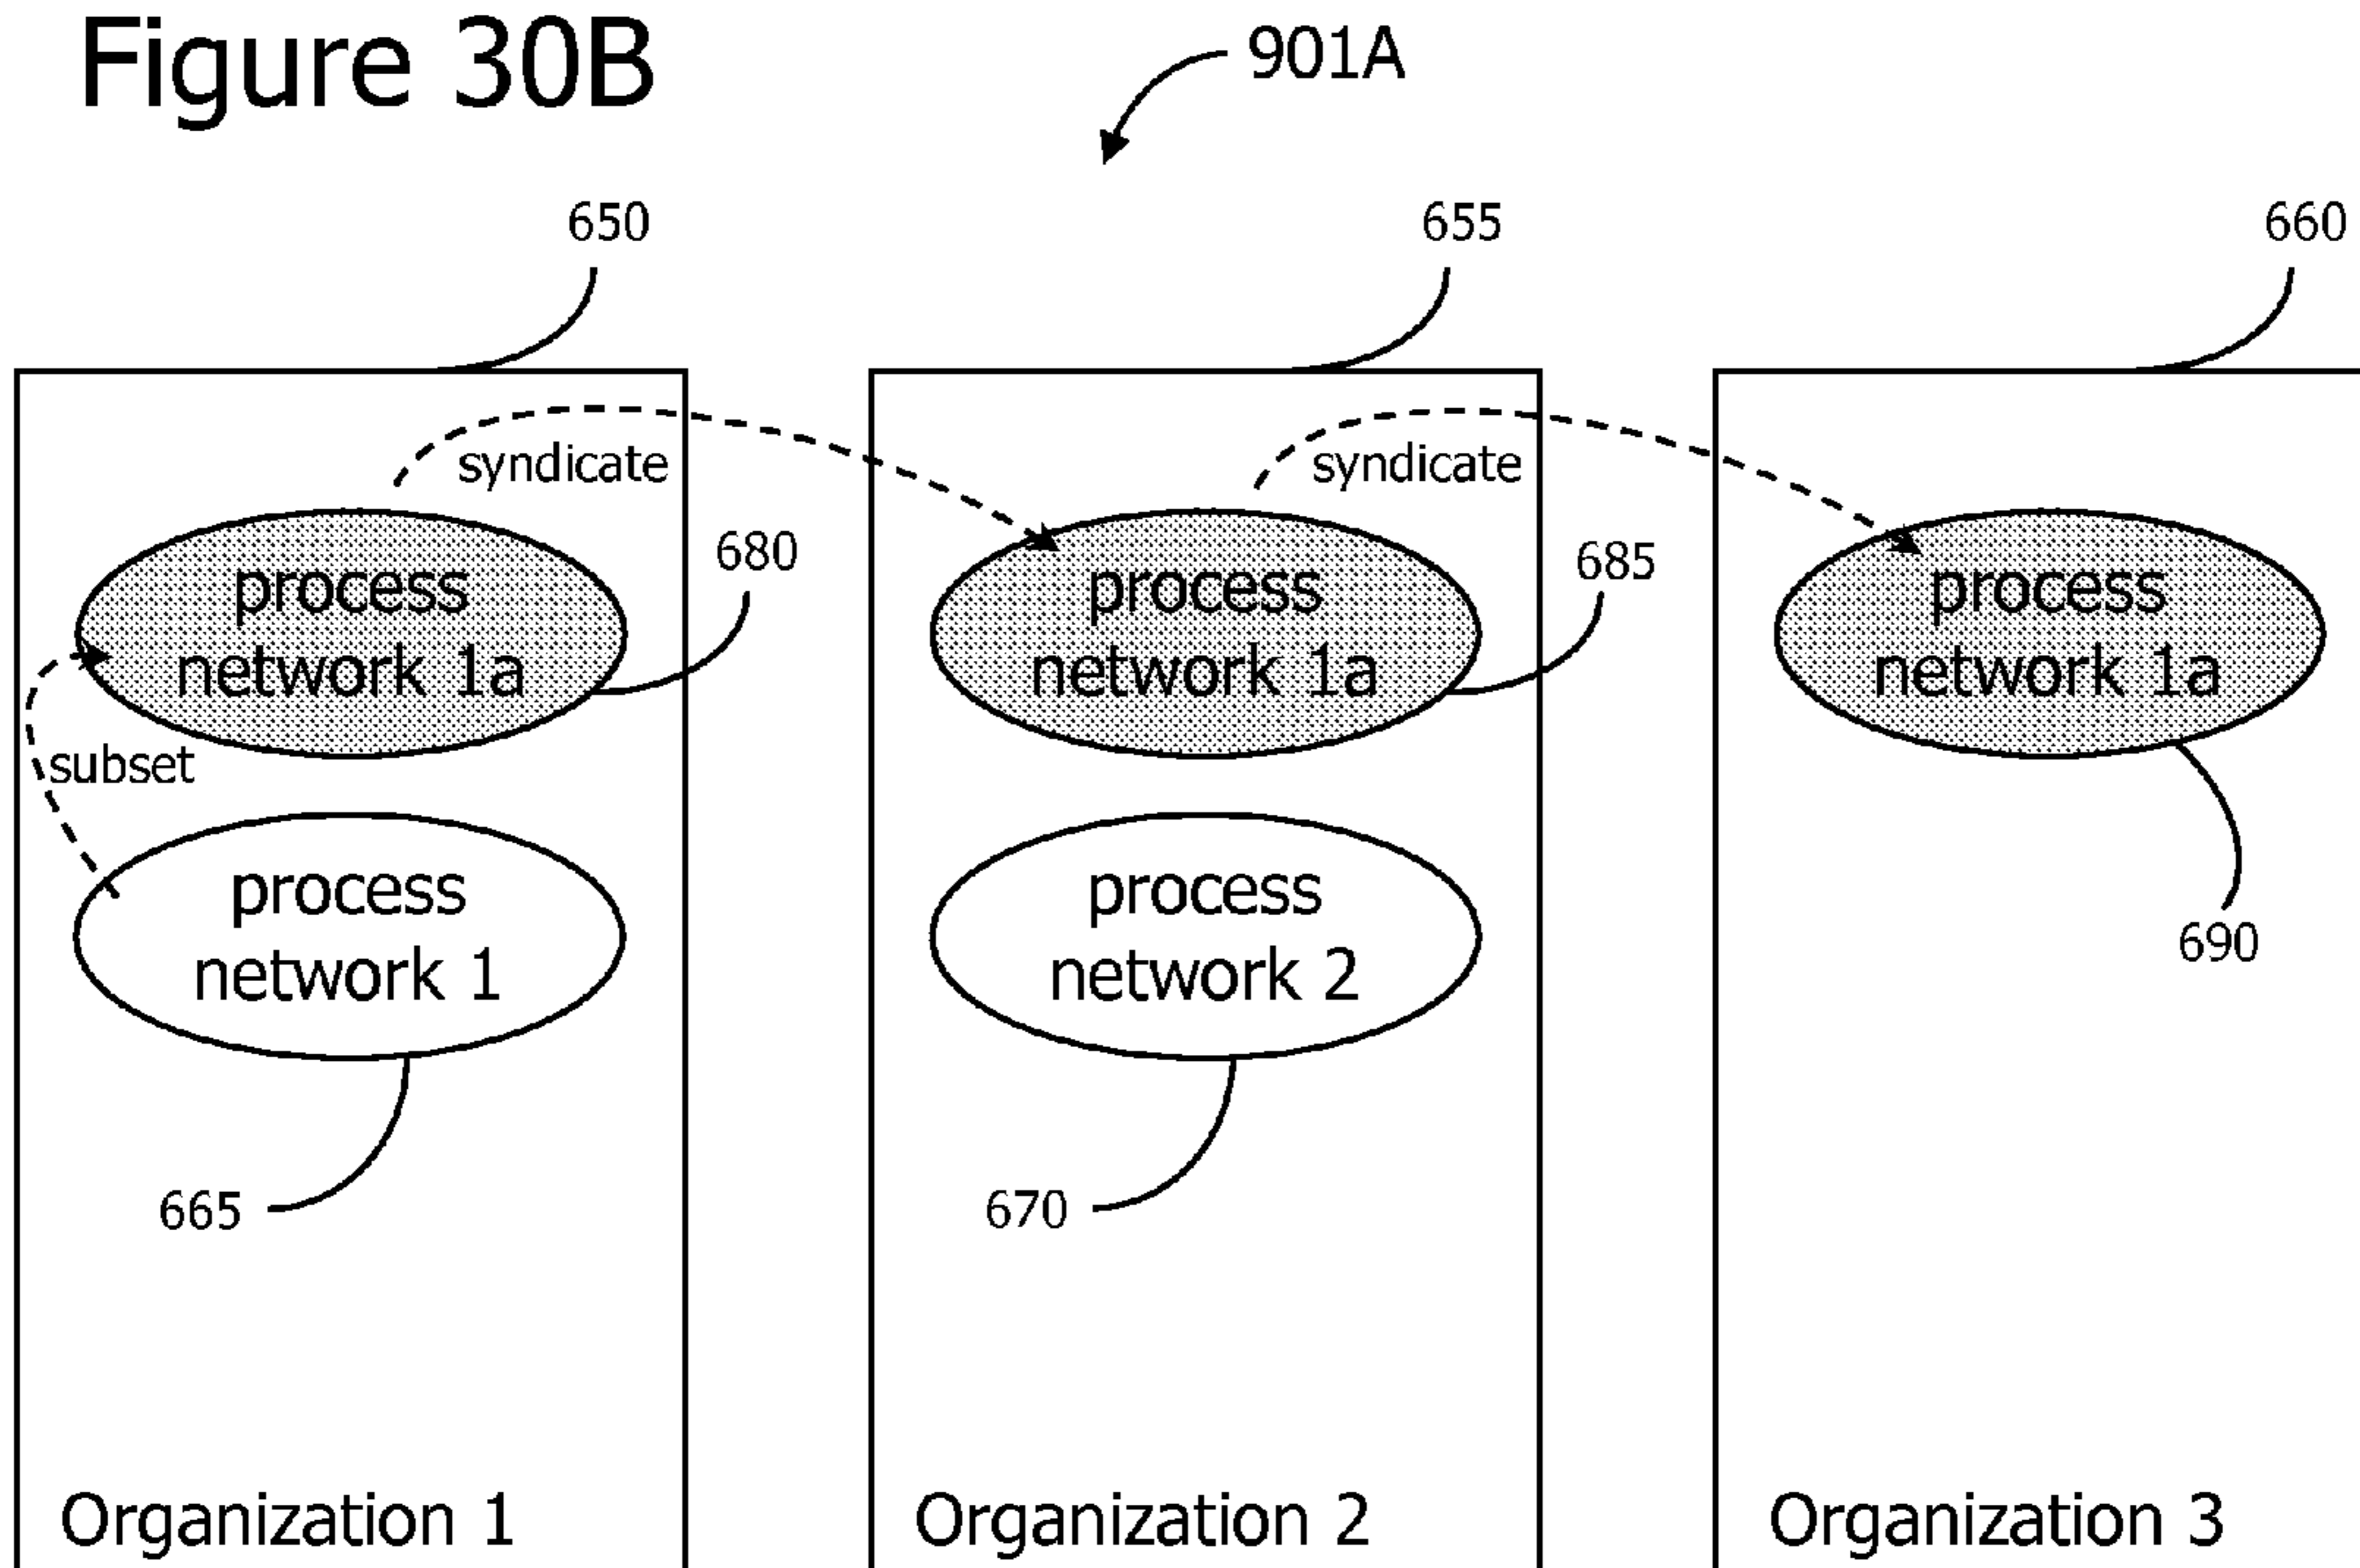 Figure 30B
901A
650
655
660
syndicate
syndicate
680
685
process
network 1a
process
network 1a
process
network 1a
subset
process
network 1
process
network 2
690
665
670
Organization 1
Organization 2
Organization 3